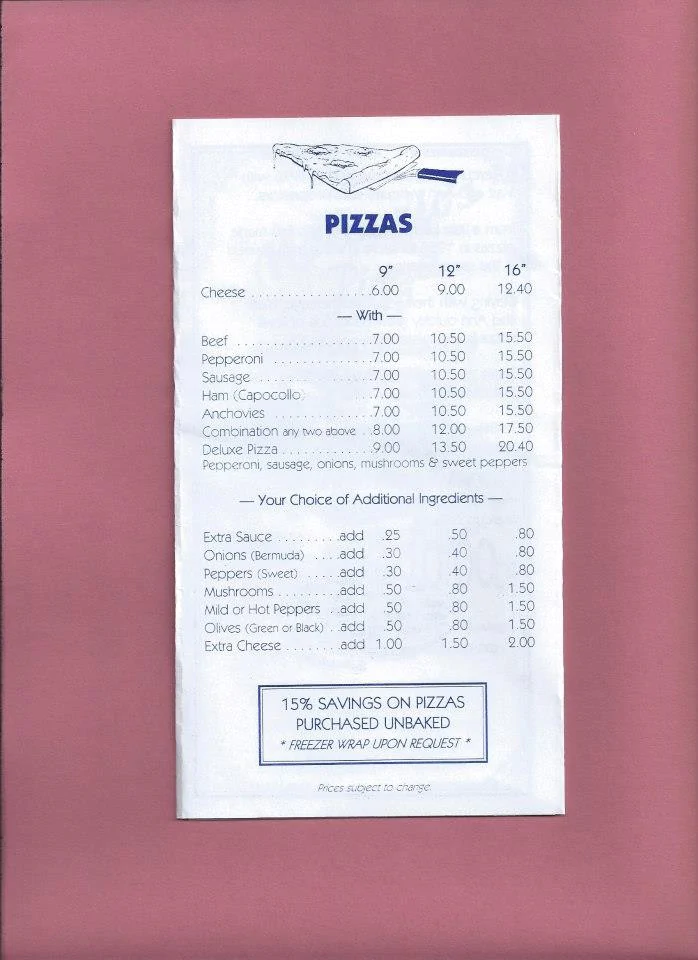 PIZZAS
9" 12" 16"
Cheese . . . . . . . . . . . . . . . . .6.00 9.00 12.40
— With —
Beef . . . . . . . . . . . . . . . . . . .7.00 10.50 15.50
Pepperoni . . . . . . . . . . . . . .7.00 10.50 15.50
Sausage . . . . . . . . . . . . . . . .7.00 10.50 15.50
Ham (Capocollo) . . .7.00 10.50 15.50
Anchovies . . . . . . . . . . . . . .7.00 10.50 15.50
Combination any two above . .8.00 12.00 17.50
Deluxe Pizza . . . . . . . . . . . . .9.00 13.50 20.40
Pepperoni, sausage, onions, mushrooms & sweet peppers
— Your Choice of Additional Ingredients —
Extra Sauce . . . . . . . . .add .25 .50 .80
Onions (Bermuda) . . . .add .30 .40 .80
Peppers (Sweet) . . . . .add .30 .40 .80
Mushrooms . . . . . . . . .add .50 .80 1.50
Mild or Hot Peppers . .add .50 .80 1.50
Olives (Green or Black) . .add .50 .80 1.50
Extra Cheese . . . . . . . .add 1.00 1.50 2.00
15% SAVINGS ON PIZZAS
PURCHASED UNBAKED
* FREEZER WRAP UPON REQUEST *
Prices subject to change.